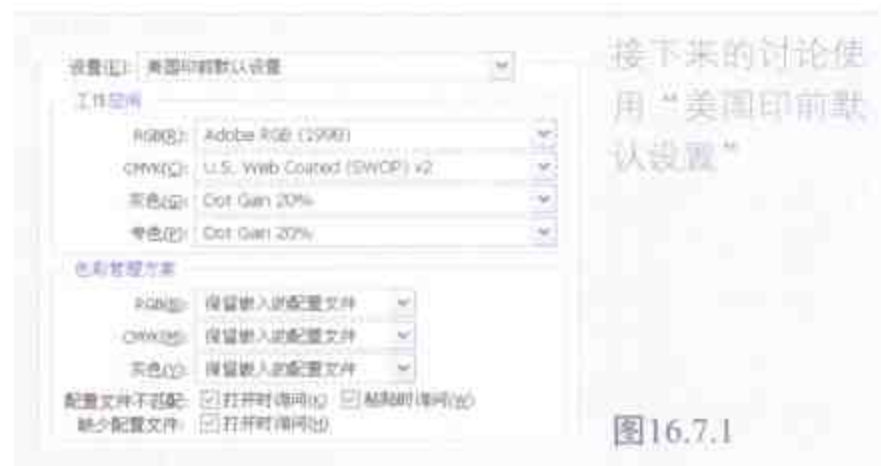 设置(E): 美国印前默认设置
工作空间
RGB(R): Adobe RGB (1998)
CMYK(C): U.S. Web Coated (SWOP) v2
灰色(G): Dot Gain 20%
专色(P): Dot Gain 20%
色彩管理方案
RGB(B): 保留嵌入的配置文件
CMYK(M): 保留嵌入的配置文件
灰色(Y): 保留嵌入的配置文件
配置文件不匹配: 打开时询问(K) 粘贴时询问(W)
缺少配置文件: 打开时询问(H)
接下来的讨论使
用“美国印前默
认设置”
图16.7.1